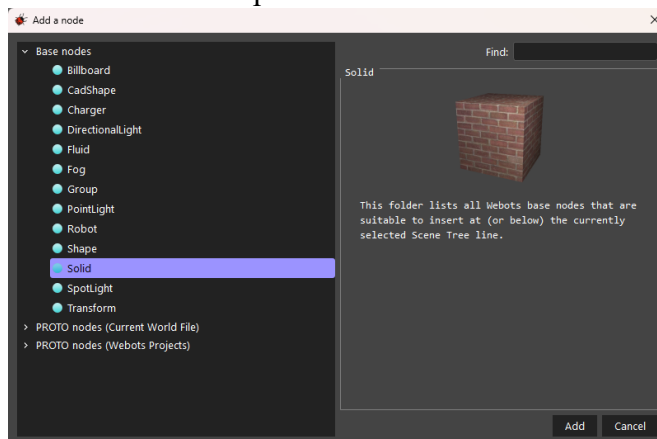 Add a node
Base nodes
Billboard
CadShape
Charger
DirectionalLight
Fluid
Fog
Group
PointLight
Robot
Shape
Solid
SpotLight
Transform
PROTO nodes (Current World File)
PROTO nodes (Webots Projects)
Find:
Solid
This folder lists all Webots base nodes that are
suitable to insert at (or below) the currently
selected Scene Tree line.
Add
Cancel